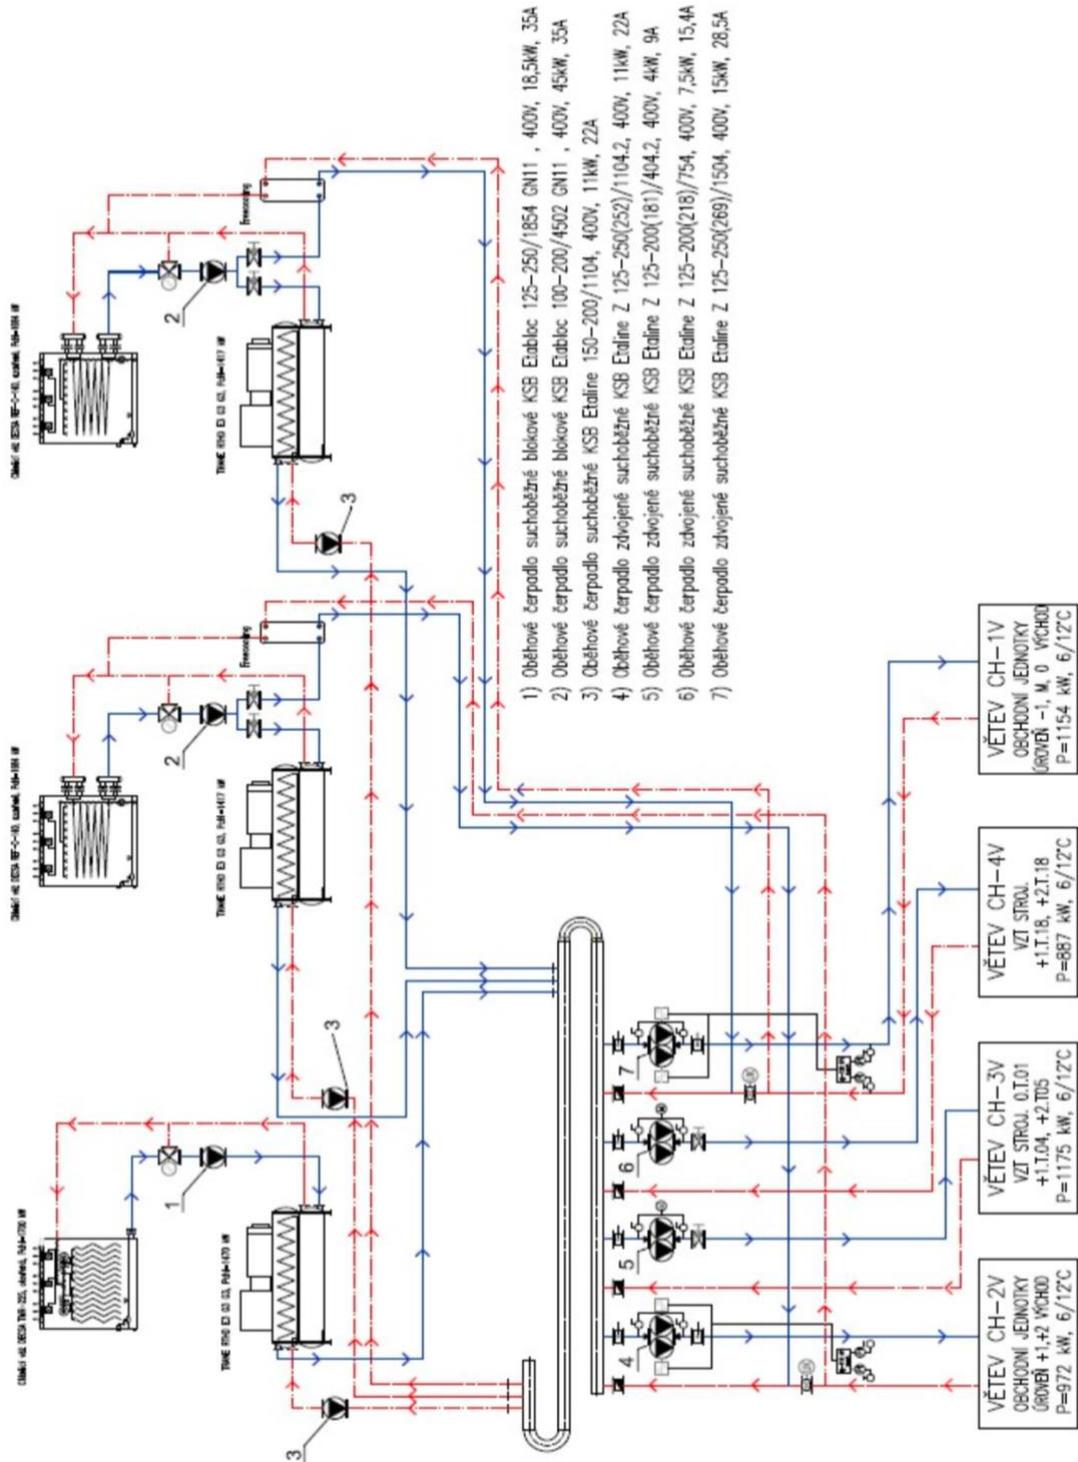 Freecooling
Freecooling
2
2
1
3
3
3
1) Oběhové čerpadlo suchoběžné blokové KSB Etabloc 125-250/1854 GN11 , 400V, 18,5kW, 35A
2) Oběhové čerpadlo suchoběžné blokové KSB Etabloc 100-200/4502 GN11 , 400V, 45kW, 35A
3) Oběhové čerpadlo suchoběžné KSB Etaline 150-200/1104, 400V, 11kW, 22A
4) Oběhové čerpadlo zdvojené suchoběžné KSB Etaline Z 125-250(252)/1104.2, 400V, 11kW, 22A
5) Oběhové čerpadlo zdvojené suchoběžné KSB Etaline Z 125-200(181)/404.2, 400V, 4kW, 9A
6) Oběhové čerpadlo zdvojené suchoběžné KSB Etaline Z 125-200(218)/754, 400V, 7,5kW, 15,4A
7) Oběhové čerpadlo zdvojené suchoběžné KSB Etaline Z 125-250(269)/1504, 400V, 15kW, 28,5A
4
5
6
7
VĚTEV CH-2V
OBCHODNÍ JEDNOTKY
ÚROVEŇ +1,+2 VÝCHOD
P=972 kW, 6/12°C
VĚTEV CH-3V
VZT STROJ. 0.T.01
+1.T.04, +2.T05
P=1175 kW, 6/12°C
VĚTEV CH-4V
VZT STROJ.
+1.T.18, +2.T.18
P=887 kW, 6/12°C
VĚTEV CH-1V
OBCHODNÍ JEDNOTKY
ÚROVEŇ -1, M, 0 VÝCHOD
P=1154 kW, 6/12°C